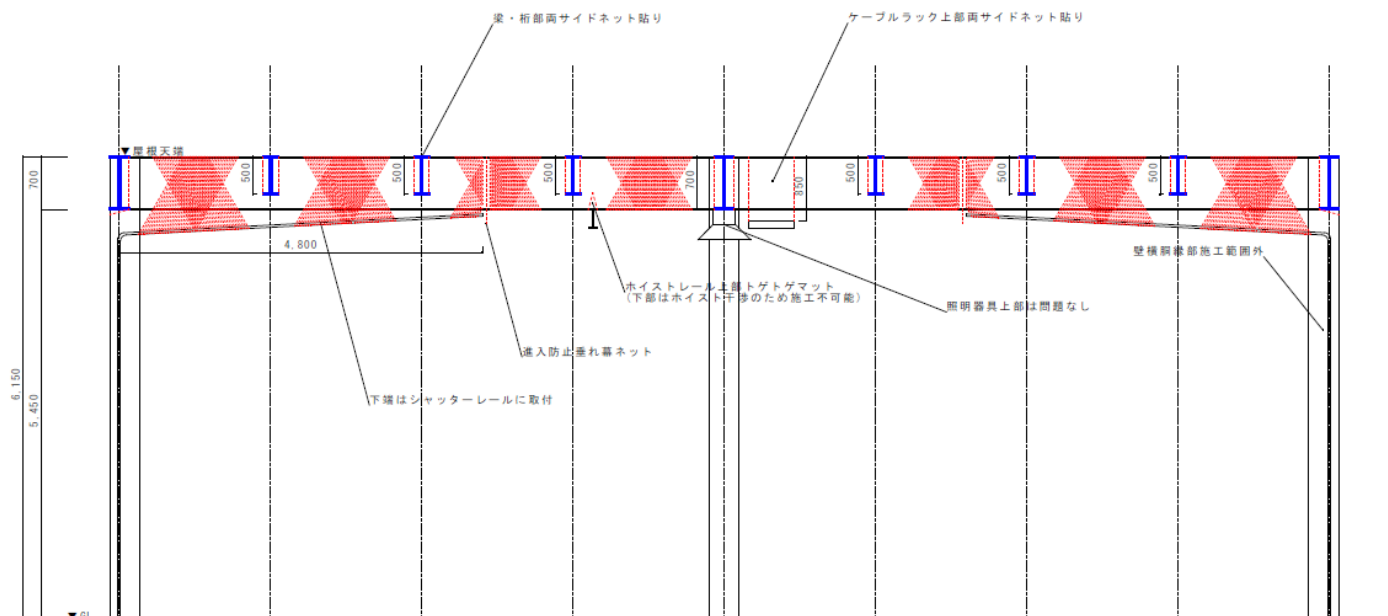 梁・桁部両サイドネット貼り
ケーブルラック上部両サイドネット貼り
▼屋根天端
700
500
500
500
700
850
500
500
500
4.800
壁横胴縁部施工範囲外
ホイストレール上部トゲトゲマット
(下部はホイスト干渉のため施工不可能)
照明器具上部は問題なし
進入防止垂れ幕ネット
下端はシャッターレールに取付
6.150
5.450